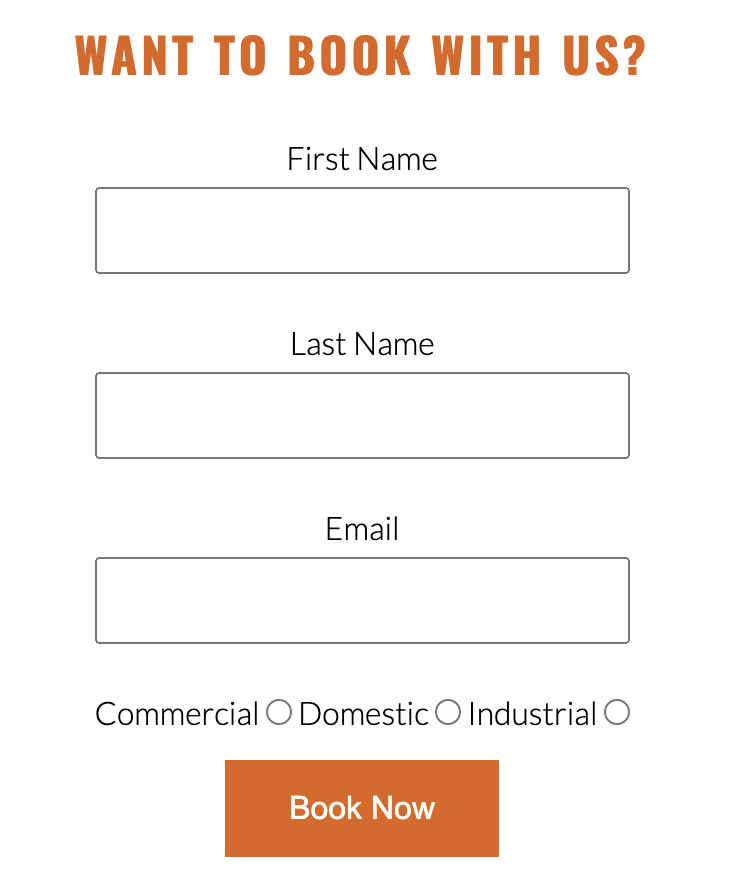 WANT TO BOOK WITH US?
First Name
Last Name
Email
Commercial Domestic Industrial
Book Now